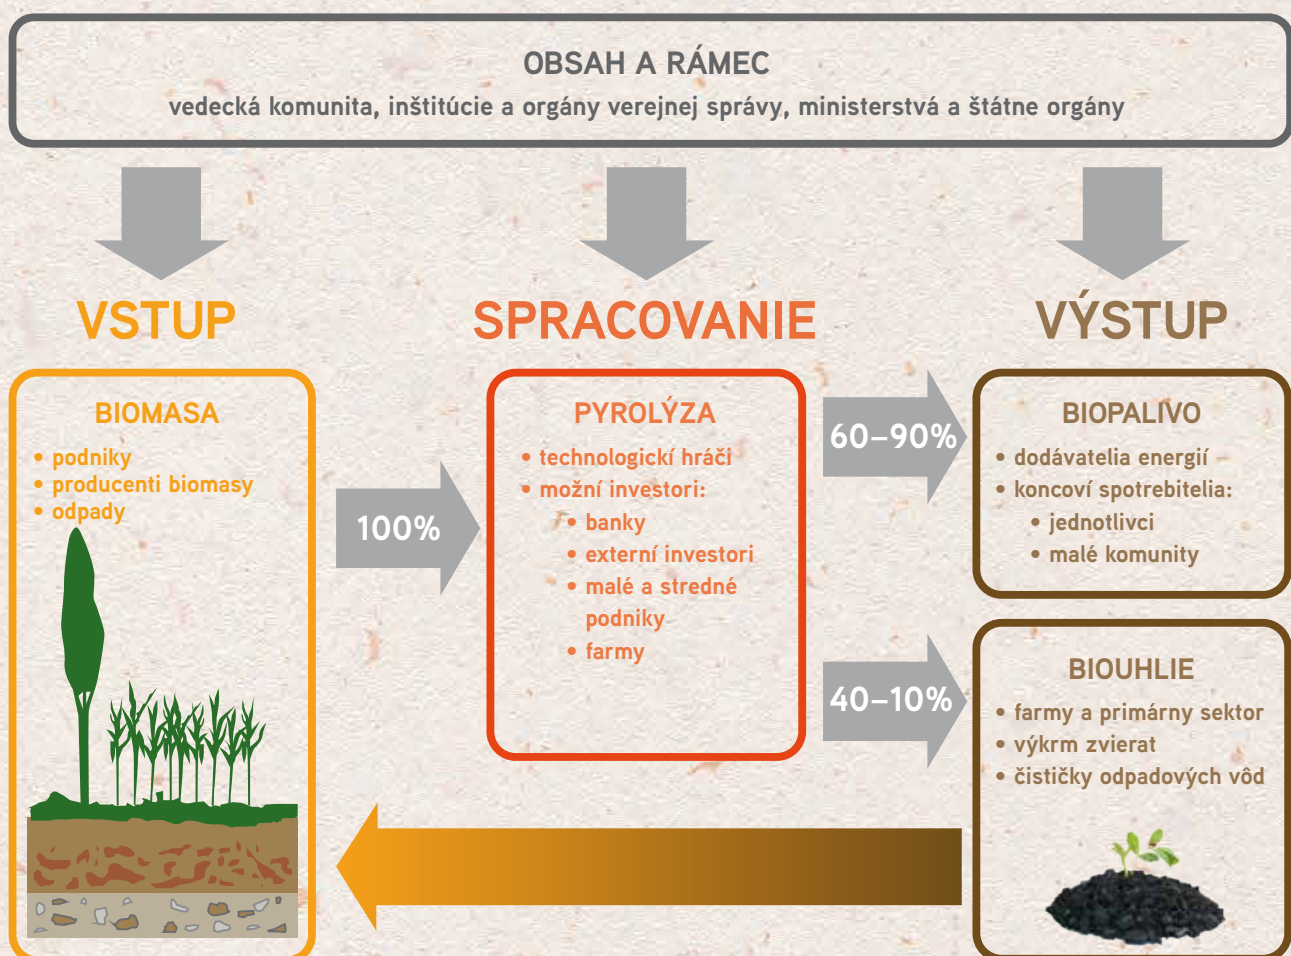 OBSAH A RÁMEC
vedecká komunita, inštitúcie a orgány verejnej správy, ministerstvá a štátne orgány
VSTUP
BIOMASA
• podniky
• producenti biomasy
• odpady
100%
SPRACOVANIE
PYROLÝZA
• technologickí hráči
• možní investori:
• banky
• externí investori
• malé a stredné
podniky
• farmy
60–90%
40–10%
VÝSTUP
BIOPALIVO
• dodávatelia energií
• koncoví spotrebitelia:
• jednotlivci
• malé komunity
BIOUHLIE
• farmy a primárny sektor
• výkrm zvierat
• čističky odpadových vôd